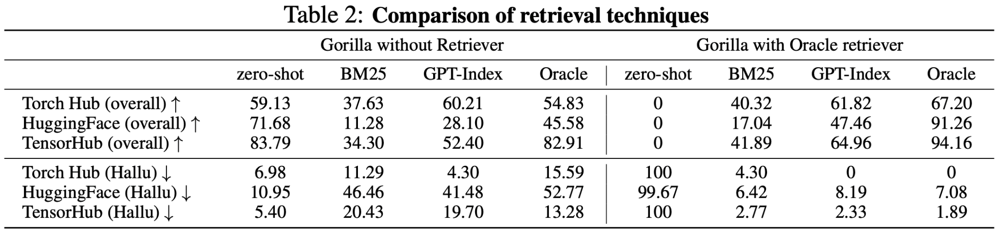 Table 2: Comparison of retrieval techniques
Gorilla without Retriever Gorilla with Oracle retriever
zero-shot BM25 GPT-Index Oracle zero-shot BM25 GPT-Index Oracle
Torch Hub (overall) ↑ 59.13 37.63 60.21 54.83 0 40.32 61.82 67.20
HuggingFace (overall) ↑ 71.68 11.28 28.10 45.58 0 17.04 47.46 91.26
TensorHub (overall) ↑ 83.79 34.30 52.40 82.91 0 41.89 64.96 94.16
Torch Hub (Hallu) ↓ 6.98 11.29 4.30 15.59 100 4.30 0 0
HuggingFace (Hallu) ↓ 10.95 46.46 41.48 52.77 99.67 6.42 8.19 7.08
TensorHub (Hallu) ↓ 5.40 20.43 19.70 13.28 100 2.77 2.33 1.89